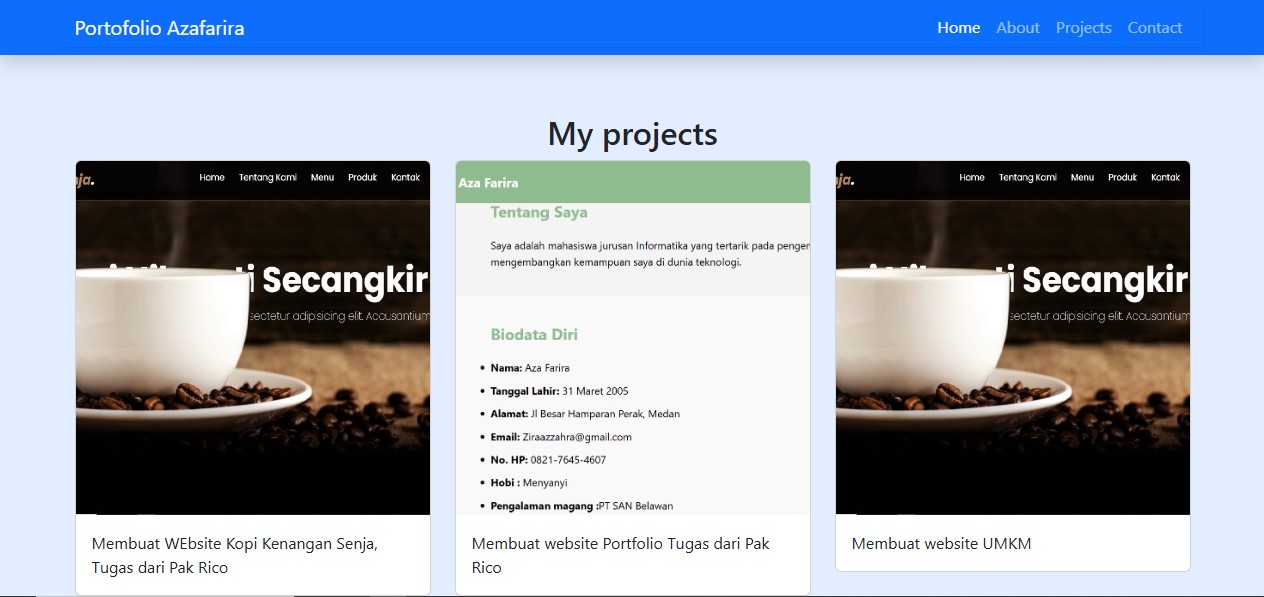 Portofolio Azafarira
Home About Projects Contact
My projects
nja.
Home Tentang Kami Menu Produk Kontak
Secangkir
sectetur adipisicing elit. Accusantium
Membuat WEbsite Kopi Kenangan Senja,
Tugas dari Pak Rico
Aza Farira
Tentang Saya
Saya adalah mahasiswa jurusan Informatika yang tertarik pada penger
mengembangkan kemampuan saya di dunia teknologi.
Biodata Diri
Nama: Aza Farira
Tanggal Lahir: 31 Maret 2005
Alamat: Jl Besar Hamparan Perak, Medan
Email: Ziraazzahra@gmail.com
No. HP: 0821-7645-4607
Hobi : Menyanyi
Pengalaman magang :PT SAN Belawan
Membuat website Portfolio Tugas dari Pak
Rico
nja.
Home Tentang Kami Menu Produk Kontak
Secangkir
sectetur adipisicing elit. Accusantium
Membuat website UMKM